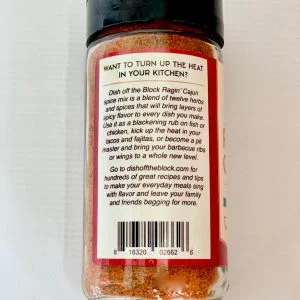 WANT TO TURN UP THE HEAT
IN YOUR KITCHEN?
Dish off the Block Ragin' Cajun
spice mix is a blend of twelve herbs
and spices that will bring layers of
spicy flavor to every dish you make.
Use it as a blackening rub on fish or
chicken, kick up the heat in your
tacos and fajitas, or become a pit
master and bring your barbecue ribs
or wings to a whole new level.
Go to dishofftheblock.com for
hundreds of great recipes and tips
to make your everyday meals sing
with flavor and leave your family
and friends begging for more.
8 16320 02662 6